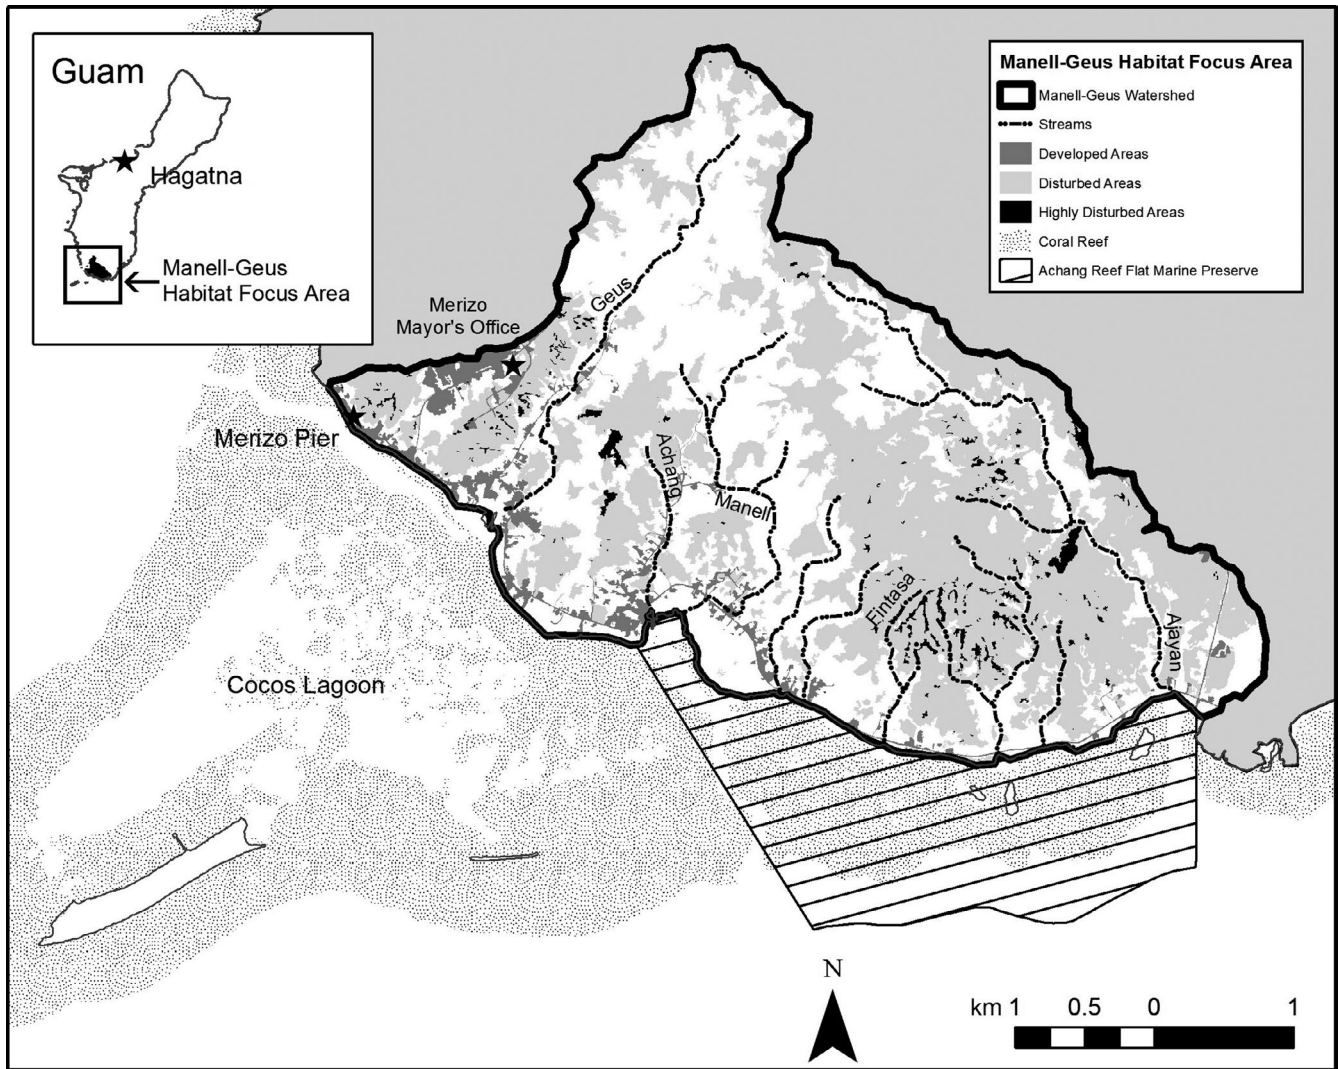 Guam
Hagatna
Manell-Geus
Habitat Focus Area
Manell-Geus Habitat Focus Area
Manell-Geus Watershed
Streams
Developed Areas
Disturbed Areas
Highly Disturbed Areas
Coral Reef
Achang Reef Flat Marine Preserve
Geus
Merizo
Mayor's Office
Merizo Pier
Achang
Manell
Fintasa
Ajayan
Cocos Lagoon
N
km 1 0.5 0 1